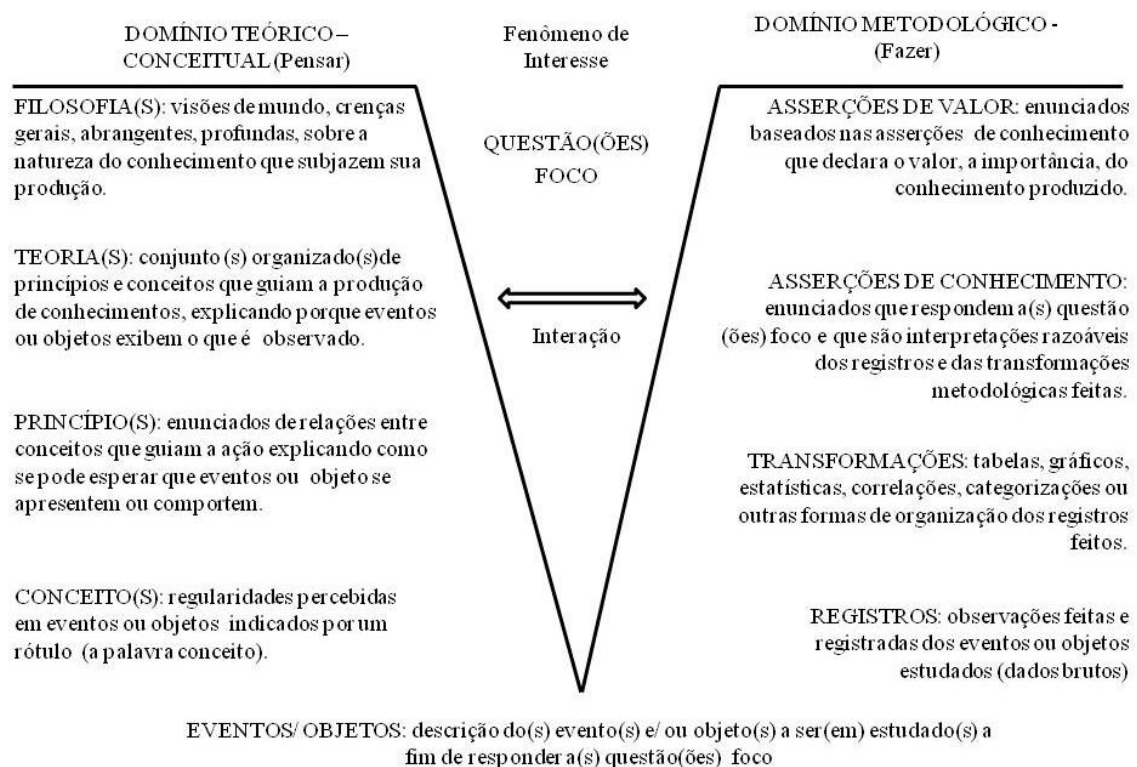 DOMÍNIO TEÓRICO –
CONCEITUAL (Pensar)
FILOSOFIA(S): visões de mundo, crenças
gerais, abrangentes, profundas, sobre a
natureza do conhecimento que subjazem sua
produção.
TEORIA(S): conjunto (s) organizado(s)de
princípios e conceitos que guiam a produção
de conhecimentos, explicando porque eventos
ou objetos exibem o que é observado.
PRINCÍPIO(S): enunciados de relações entre
conceitos que guiam a ação explicando como
se pode esperar que eventos ou objeto se
apresentem ou comportem.
CONCEITO(S): regularidades percebidas
em eventos ou objetos indicados por um
rótulo (a palavra conceito).
Fenômeno de
Interesse
QUESTÃO(ÕES)
FOCO
Interação
DOMÍNIO METODOLÓGICO -
(Fazer)
ASSERÇÕES DE VALOR: enunciados
baseados nas asserções de conhecimento
que declara o valor, a importância, do
conhecimento produzido.
ASSERÇÕES DE CONHECIMENTO:
enunciados que respondem a(s) questão
(ões) foco e que são interpretações razoáveis
dos registros e das transformações
metodológicas feitas.
TRANSFORMAÇÕES: tabelas, gráficos,
estatísticas, correlações, categorizações ou
outras formas de organização dos registros
feitos.
REGISTROS: observações feitas e
registradas dos eventos ou objetos
estudados (dados brutos)
EVENTOS/ OBJETOS: descrição do(s) evento(s) e/ ou objeto(s) a ser(em) estudado(s) a
fim de responder a(s) questão(ões) foco